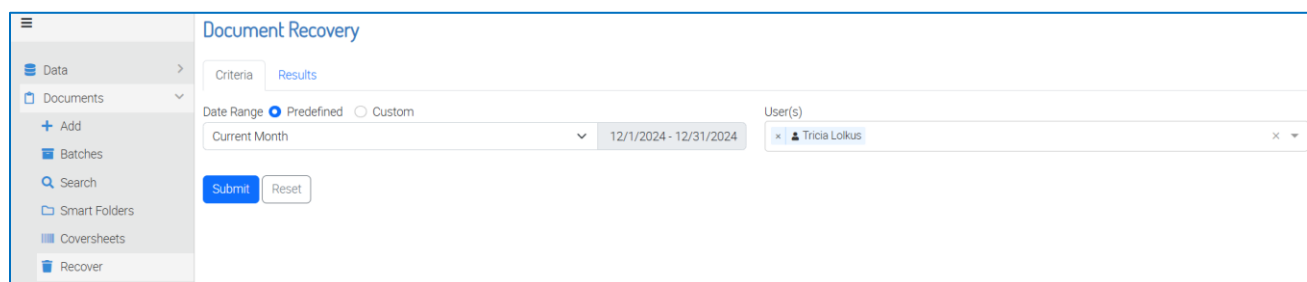 Document Recovery
Data
Documents
Add
Batches
Search
Smart Folders
Coversheets
Recover
Criteria Results
Date Range Predefined Custom
Current Month 12/1/2024 - 12/31/2024
User(s)
× Tricia Lolkus ×
Submit Reset